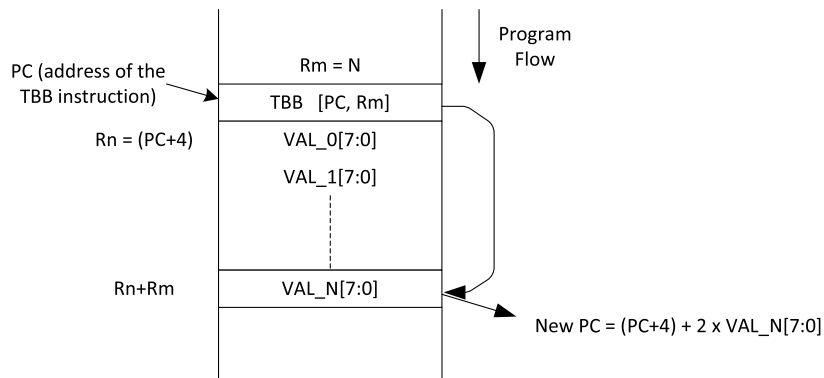 Program
Flow
Rm = N
PC (address of the
TBB instruction)
TBB [PC, Rm]
Rn = (PC+4)
VAL_0[7:0]
VAL_1[7:0]
Rn+Rm
VAL_N[7:0]
New PC = (PC+4) + 2 x VAL_N[7:0]